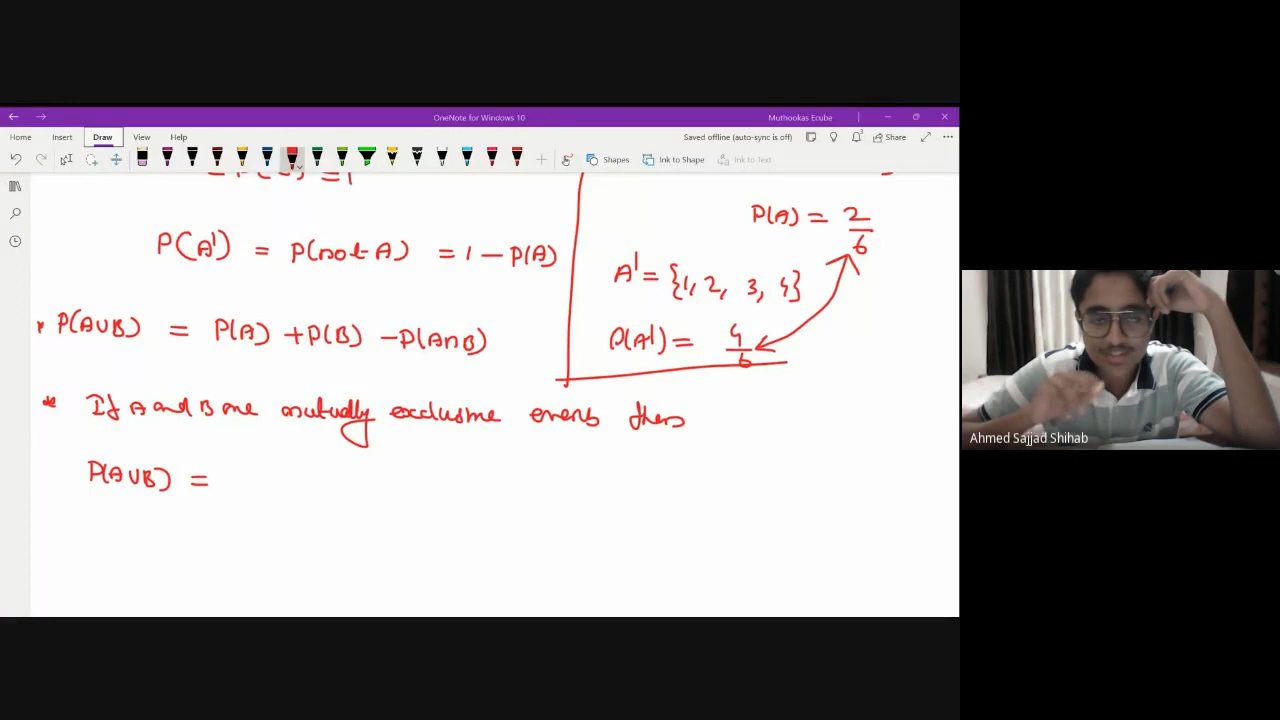 OneNote for Windows 10
Muthookas Ecube
Home Insert Draw View Help
Saved offline (auto-sync is off)
Share
Shapes
Ink to Shape
Ink to Text
P(A') = P(not A) = 1 - P(A)
P(A) = 2/6
A' = {1, 2, 3, 4}
P(A') = 4/6
* P(A∪B) = P(A) + P(B) - P(A∩B)
* If A and B are mutually exclusive events then
P(A∪B) =
Ahmed Sajjad Shihab